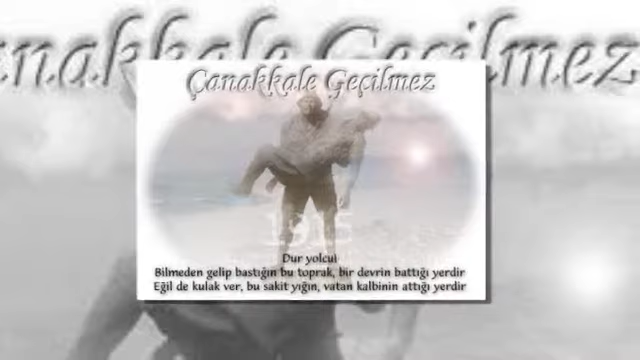 Çanakkale Geçilmez
Çanakkale Geçilmez
1915
Dur yolcu!
Bilmeden gelip bastığın bu toprak, bir devrin battığı yerdir
Eğil de kulak ver, bu sakit yığın, vatan kalbinin attığı yerdir